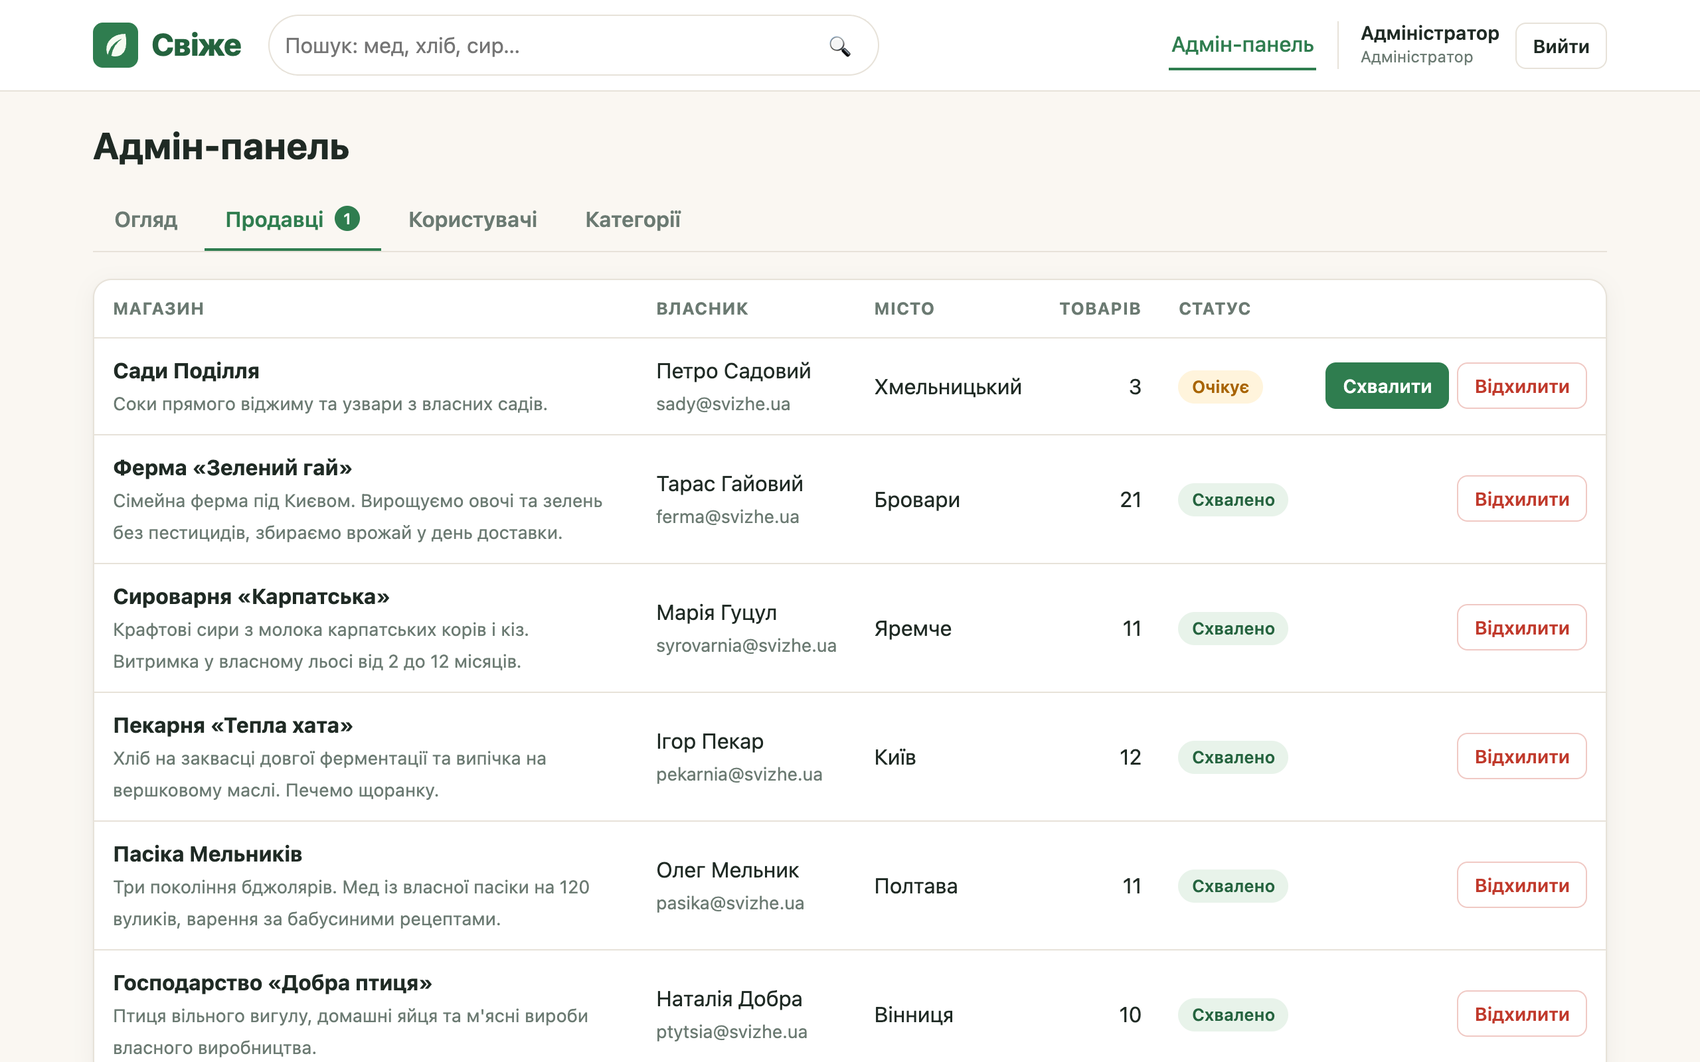 Свіже
Пошук: мед, хліб, сир...
Адмін-панель
Адміністратор
Адміністратор
Вийти
Адмін-панель
Огляд
Продавці 1
Користувачі
Категорії
МАГАЗИН ВЛАСНИК МІСТО ТОВАРІВ СТАТУС
Сади Поділля
Соки прямого віджиму та узвари з власних садів.
Петро Садовий
sady@svizhe.ua
Хмельницький
3
Очікує
Схвалити
Відхилити
Ферма «Зелений гай»
Сімейна ферма під Києвом. Вирощуємо овочі та зелень
без пестицидів, збираємо врожай у день доставки.
Тарас Гайовий
ferma@svizhe.ua
Бровари
21
Схвалено
Відхилити
Сироварня «Карпатська»
Крафтові сири з молока карпатських корів і кіз.
Витримка у власному льосі від 2 до 12 місяців.
Марія Гуцул
syrovarnia@svizhe.ua
Яремче
11
Схвалено
Відхилити
Пекарня «Тепла хата»
Хліб на заквасці довгої ферментації та випічка на
вершковому маслі. Печемо щоранку.
Ігор Пекар
pekarnia@svizhe.ua
Київ
12
Схвалено
Відхилити
Пасіка Мельників
Три покоління бджолярів. Мед із власної пасіки на 120
вуликів, варення за бабусиними рецептами.
Олег Мельник
pasika@svizhe.ua
Полтава
11
Схвалено
Відхилити
Господарство «Добра птиця»
Птиця вільного вигулу, домашні яйця та м'ясні вироби
власного виробництва.
Наталія Добра
ptytsia@svizhe.ua
Вінниця
10
Схвалено
Відхилити